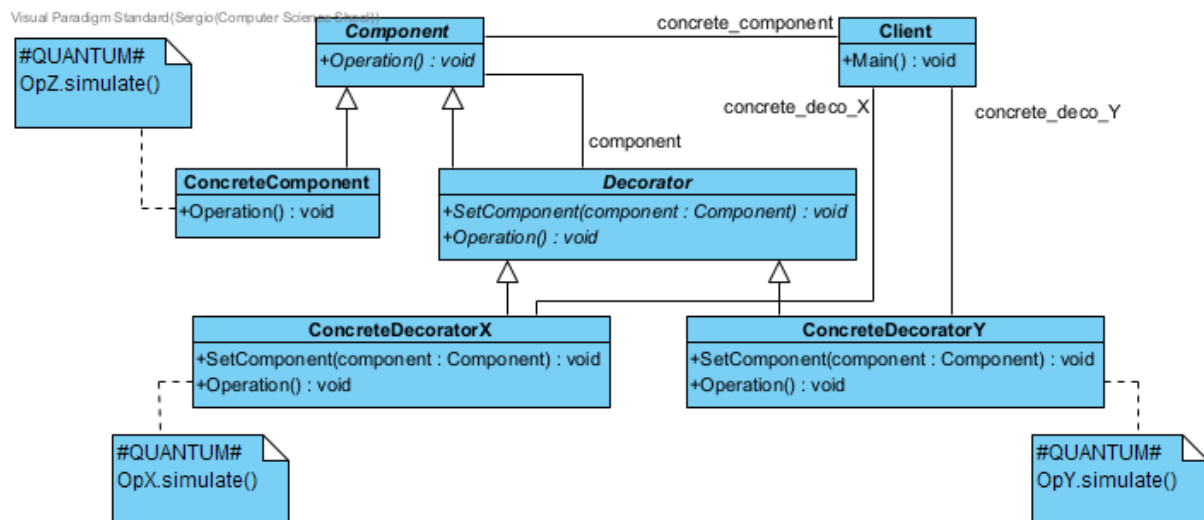 Visual Paradigm Standard(Sergio(Computer Science School))
#QUANTUM#
OpZ.simulate()
Component
+Operation() : void
concrete_component
Client
+Main() : void
concrete_deco_X
concrete_deco_Y
component
ConcreteComponent
+Operation() : void
Decorator
+SetComponent(component : Component) : void
+Operation() : void
ConcreteDecoratorX
+SetComponent(component : Component) : void
+Operation() : void
ConcreteDecoratorY
+SetComponent(component : Component) : void
+Operation() : void
#QUANTUM#
OpX.simulate()
#QUANTUM#
OpY.simulate()